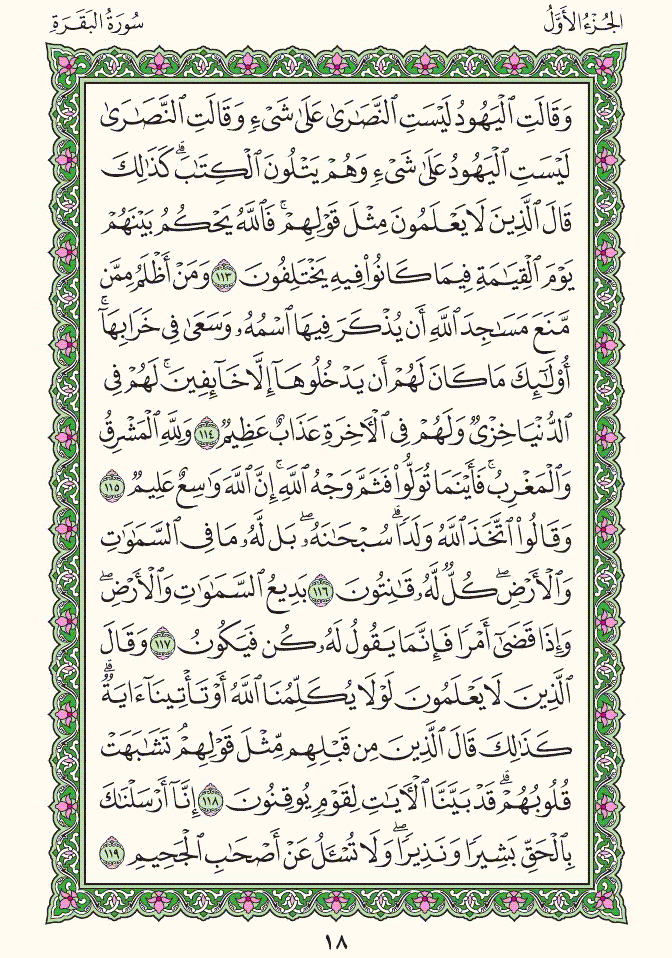 الجُزْءُ الأَوَّلُ
سُورَةُ البَقَرَةِ
وَقَالَتِ ٱلۡيَهُودُ لَيۡسَتِ ٱلنَّصَٰرَىٰ عَلَىٰ شَيۡءٖ وَقَالَتِ ٱلنَّصَٰرَىٰ
لَيۡسَتِ ٱلۡيَهُودُ عَلَىٰ شَيۡءٖ وَهُمۡ يَتۡلُونَ ٱلۡكِتَٰبَۗ كَذَٰلِكَ
قَالَ ٱلَّذِينَ لَا يَعۡلَمُونَ مِثۡلَ قَوۡلِهِمۡۚ فَٱللَّهُ يَحۡكُمُ بَيۡنَهُمۡ
يَوۡمَ ٱلۡقِيَٰمَةِ فِيمَا كَانُواْ فِيهِ يَخۡتَلِفُونَ ١١٣ وَمَنۡ أَظۡلَمُ مِمَّن
مَّنَعَ مَسَٰجِدَ ٱللَّهِ أَن يُذۡكَرَ فِيهَا ٱسۡمُهُۥ وَسَعَىٰ فِي خَرَابِهَآۚ
أُوْلَٰٓئِكَ مَا كَانَ لَهُمۡ أَن يَدۡخُلُوهَآ إِلَّا خَآئِفِينَۚ لَهُمۡ فِي
ٱلدُّنۡيَا خِزۡيٞ وَلَهُمۡ فِي ٱلۡأٓخِرَةِ عَذَابٌ عَظِيمٞ ١١٤ وَلِلَّهِ ٱلۡمَشۡرِقُ
وَٱلۡمَغۡرِبُۚ فَأَيۡنَمَا تُوَلُّواْ فَثَمَّ وَجۡهُ ٱللَّهِۚ إِنَّ ٱللَّهَ وَٰسِعٌ عَلِيمٞ ١١٥
وَقَالُواْ ٱتَّخَذَ ٱللَّهُ وَلَدٗاۗ سُبۡحَٰنَهُۥۖ بَل لَّهُۥ مَا فِي ٱلسَّمَٰوَٰتِ
وَٱلۡأَرۡضِۖ كُلّٞ لَّهُۥ قَٰنِتُونَ ١١٦ بَدِيعُ ٱلسَّمَٰوَٰتِ وَٱلۡأَرۡضِۖ
وَإِذَا قَضَىٰٓ أَمۡرٗا فَإِنَّمَا يَقُولُ لَهُۥ كُن فَيَكُونُ ١١٧ وَقَالَ
ٱلَّذِينَ لَا يَعۡلَمُونَ لَوۡلَا يُكَلِّمُنَا ٱللَّهُ أَوۡ تَأۡتِينَآ ءَايَةٞۗ
كَذَٰلِكَ قَالَ ٱلَّذِينَ مِن قَبۡلِهِم مِّثۡلَ قَوۡلِهِمۡۘ تَشَٰبَهَتۡ
قُلُوبُهُمۡۗ قَدۡ بَيَّنَّا ٱلۡأٓيَٰتِ لِقَوۡمٖ يُوقِنُونَ ١١٨ إِنَّآ أَرۡسَلۡنَٰكَ
بِٱلۡحَقِّ بَشِيرٗا وَنَذِيرٗاۖ وَلَا تُسۡـَٔلُ عَنۡ أَصۡحَٰبِ ٱلۡجَحِيمِ ١١٩
١٨